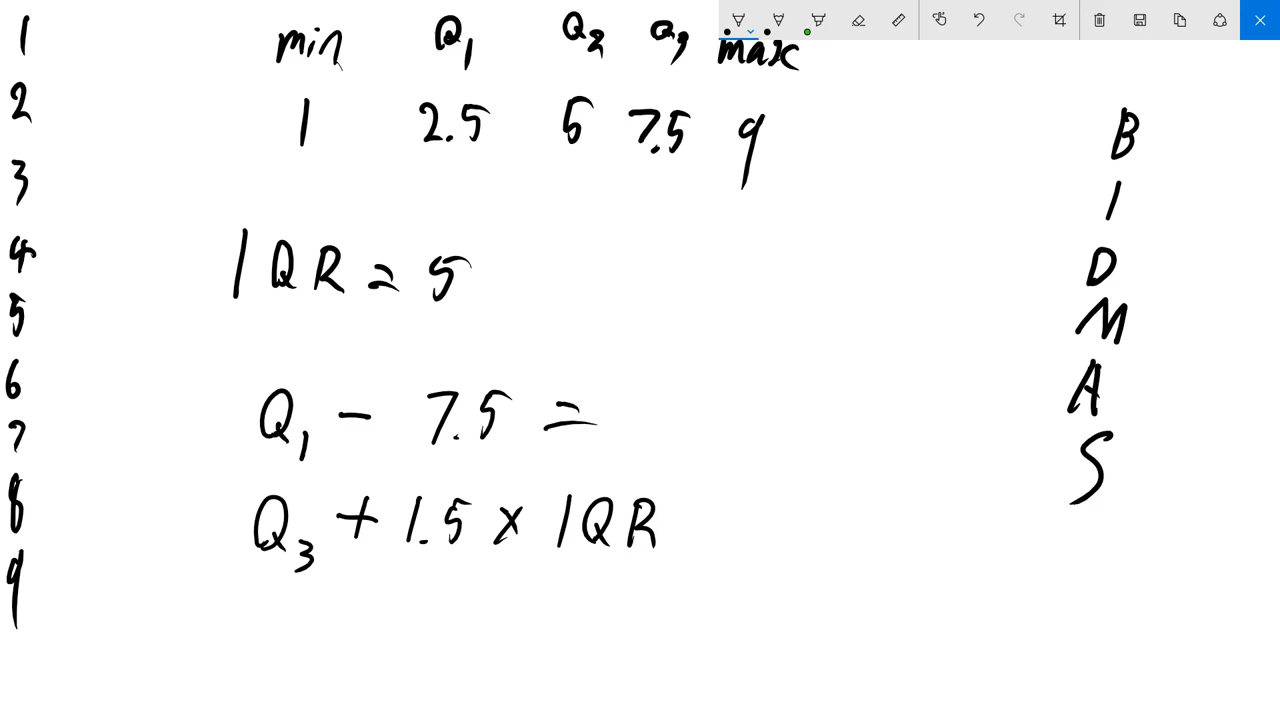 1
2
3
4
5
6
7
8
9
min Q1 Q2 Q3 max
1 2.5 5 7.5 9
IQR = 5
Q1 - 7.5 =
Q3 + 1.5 x IQR
B
I
D
M
A
S